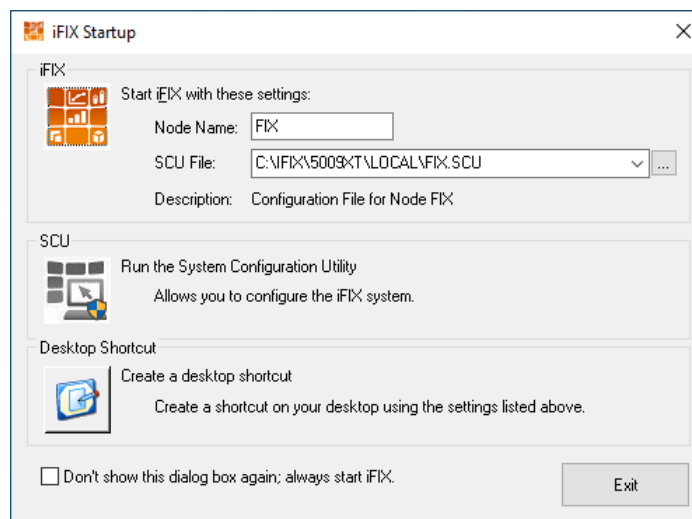 iFIX Startup
iFIX
Start iFIX with these settings:
Node Name: FIX
SCU File: C:\IFIX\5009XT\LOCAL\FIX.SCU ...
Description: Configuration File for Node FIX
SCU
Run the System Configuration Utility
Allows you to configure the iFIX system.
Desktop Shortcut
Create a desktop shortcut
Create a shortcut on your desktop using the settings listed above.
Don't show this dialog box again; always start iFIX.
Exit